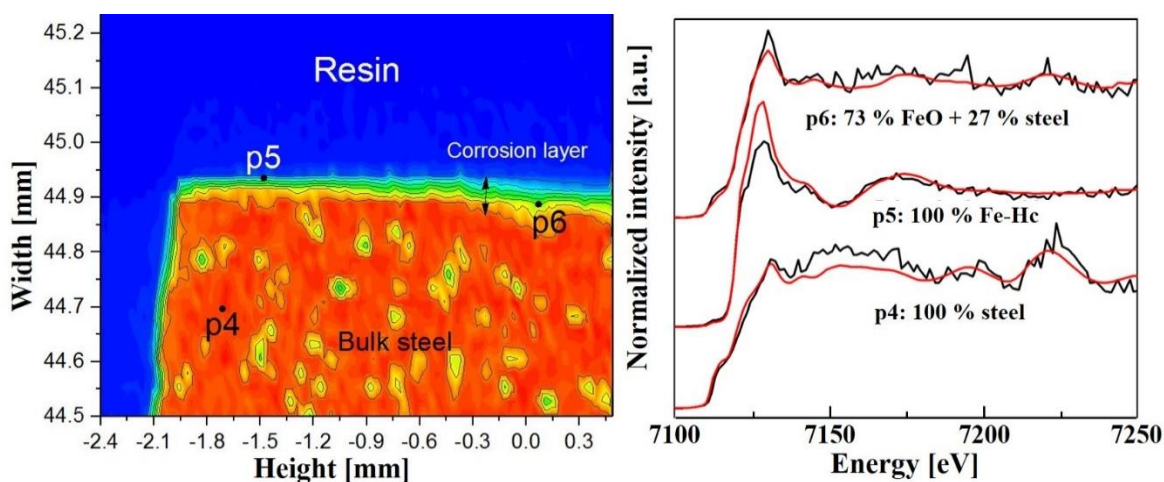 45.2
45.1
45.0
44.9
44.8
44.7
44.6
44.5
Width [mm]
Resin
p5
Corrosion layer
p6
p4
Bulk steel
-2.4 -2.1 -1.8 -1.5 -1.2 -0.9 -0.6 -0.3 0.0 0.3
Height [mm]
Normalized intensity [a.u.]
p6: 73 % FeO + 27 % steel
p5: 100 % Fe-Hc
p4: 100 % steel
7100 7150 7200 7250
Energy [eV]